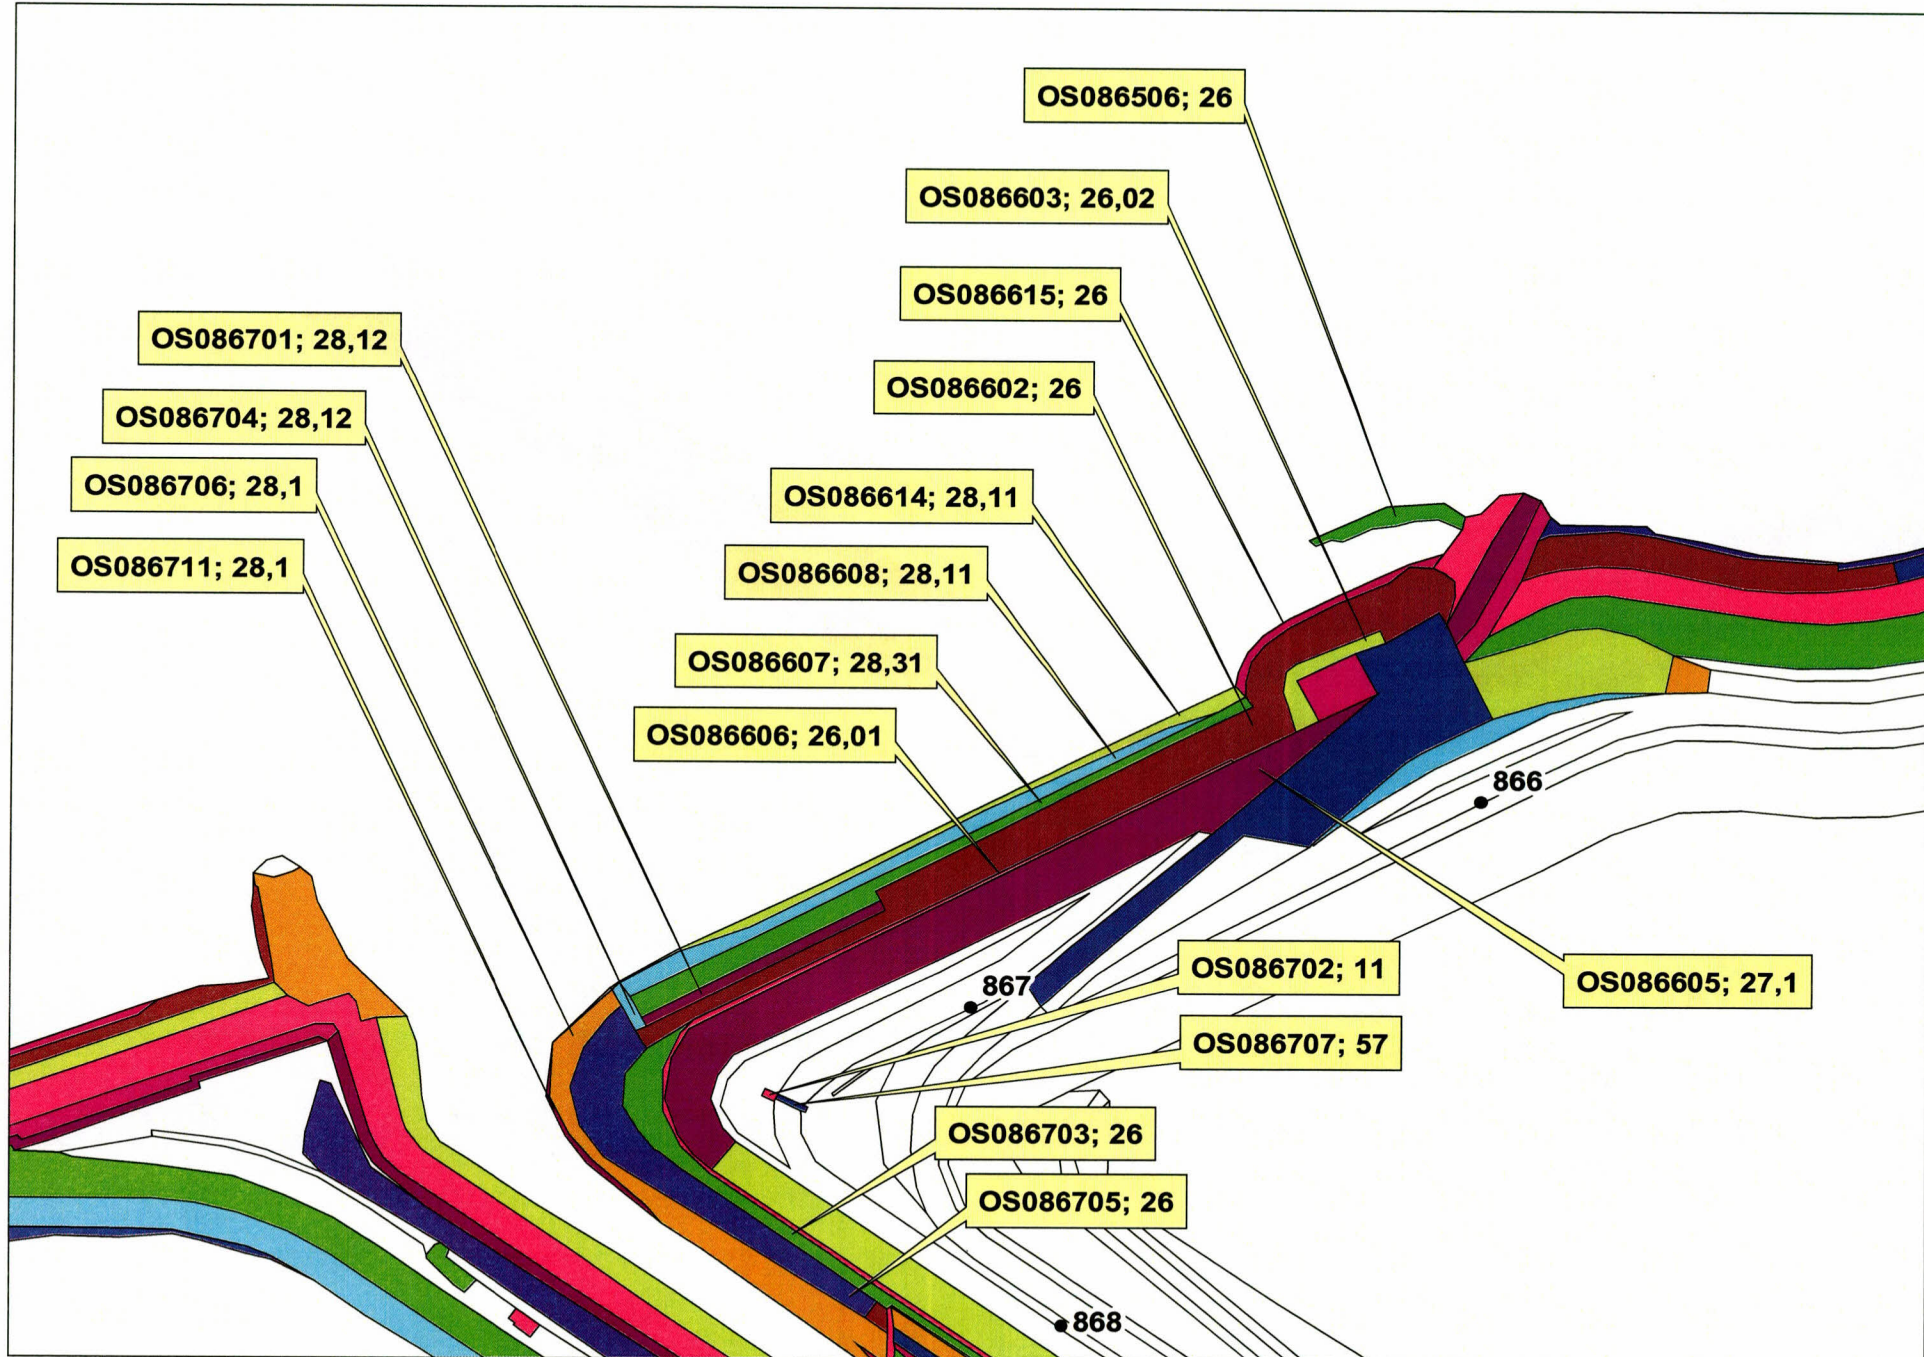 OS086506; 26
OS086603; 26,02
OS086615; 26
OS086701; 28,12
OS086602; 26
OS086704; 28,12
OS086706; 28,1
OS086614; 28,11
OS086711; 28,1
OS086608; 28,11
OS086607; 28,31
OS086606; 26,01
866
OS086702; 11
867
OS086605; 27,1
OS086707; 57
OS086703; 26
OS086705; 26
868